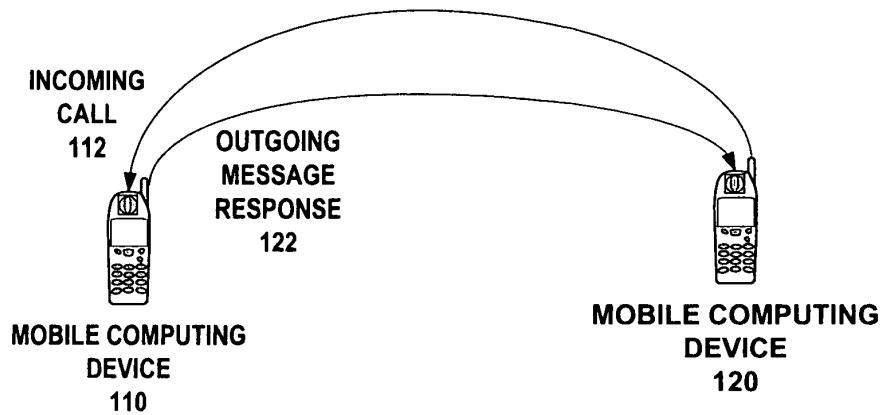 INCOMING
CALL
112
OUTGOING
MESSAGE
RESPONSE
122
MOBILE COMPUTING
DEVICE
110
MOBILE COMPUTING
DEVICE
120